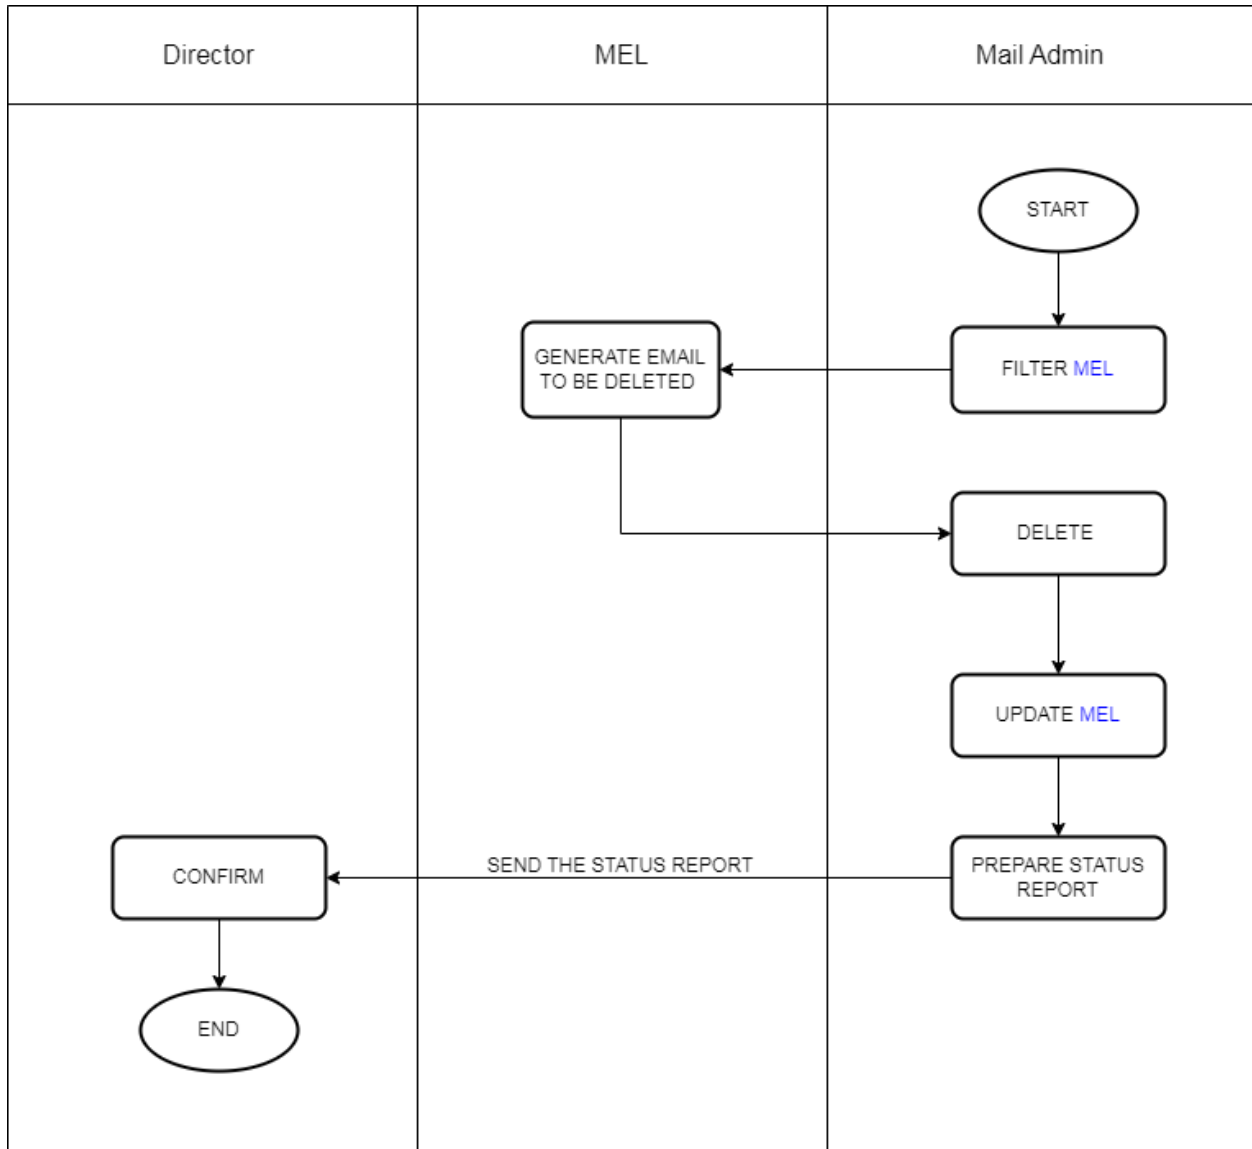 Director
MEL
Mail Admin
START
GENERATE EMAIL
TO BE DELETED
FILTER MEL
DELETE
UPDATE MEL
CONFIRM
SEND THE STATUS REPORT
PREPARE STATUS
REPORT
END